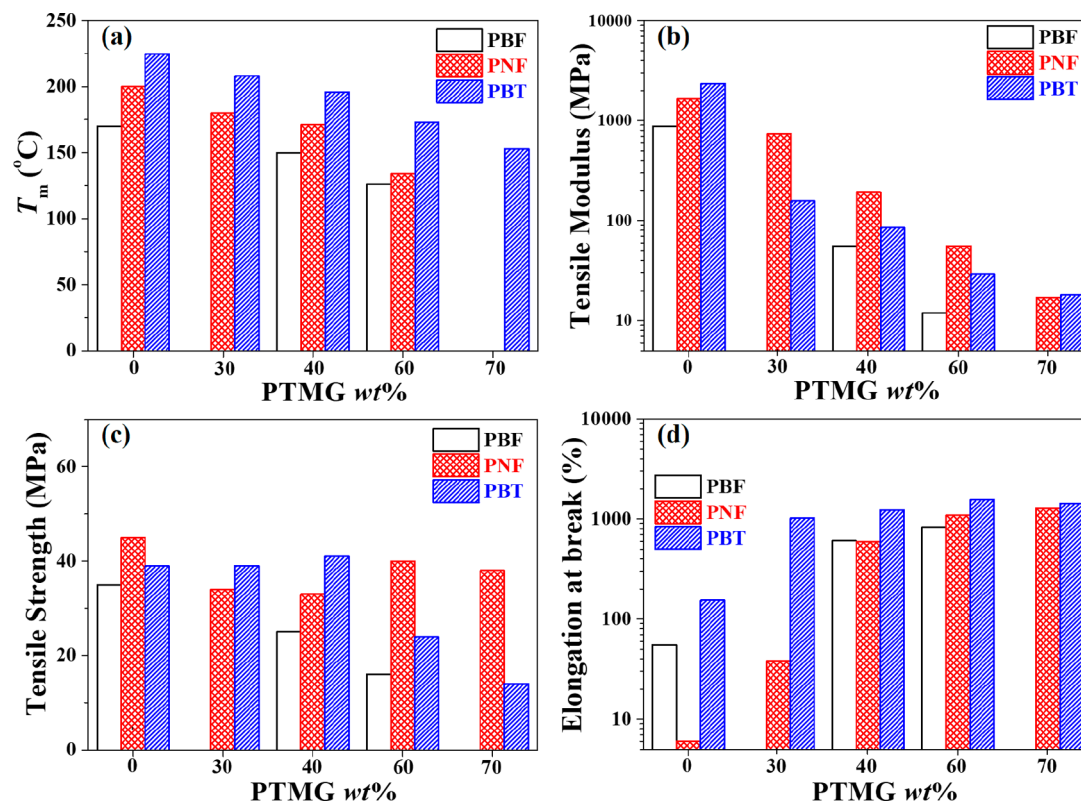 (a)
PBF
PNF
PBT
250
200
150
100
50
0
Tm (°C)
0 30 40 60 70
PTMG wt%
(b)
PBF
PNF
PBT
10000
1000
100
10
Tensile Modulus (MPa)
0 30 40 60 70
PTMG wt%
(c)
PBF
PNF
PBT
60
40
20
0
Tensile Strength (MPa)
0 30 40 60 70
PTMG wt%
(d)
PBF
PNF
PBT
10000
1000
100
10
Elongation at break (%)
0 30 40 60 70
PTMG wt%